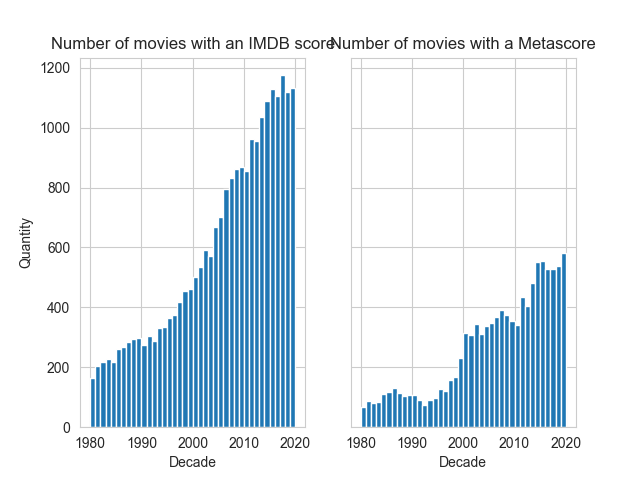 Number of movies with an IMDB score
Number of movies with a Metascore
1200
1000
800
600
400
200
0
Quantity
1980 1990 2000 2010 2020
Decade
1980 1990 2000 2010 2020
Decade